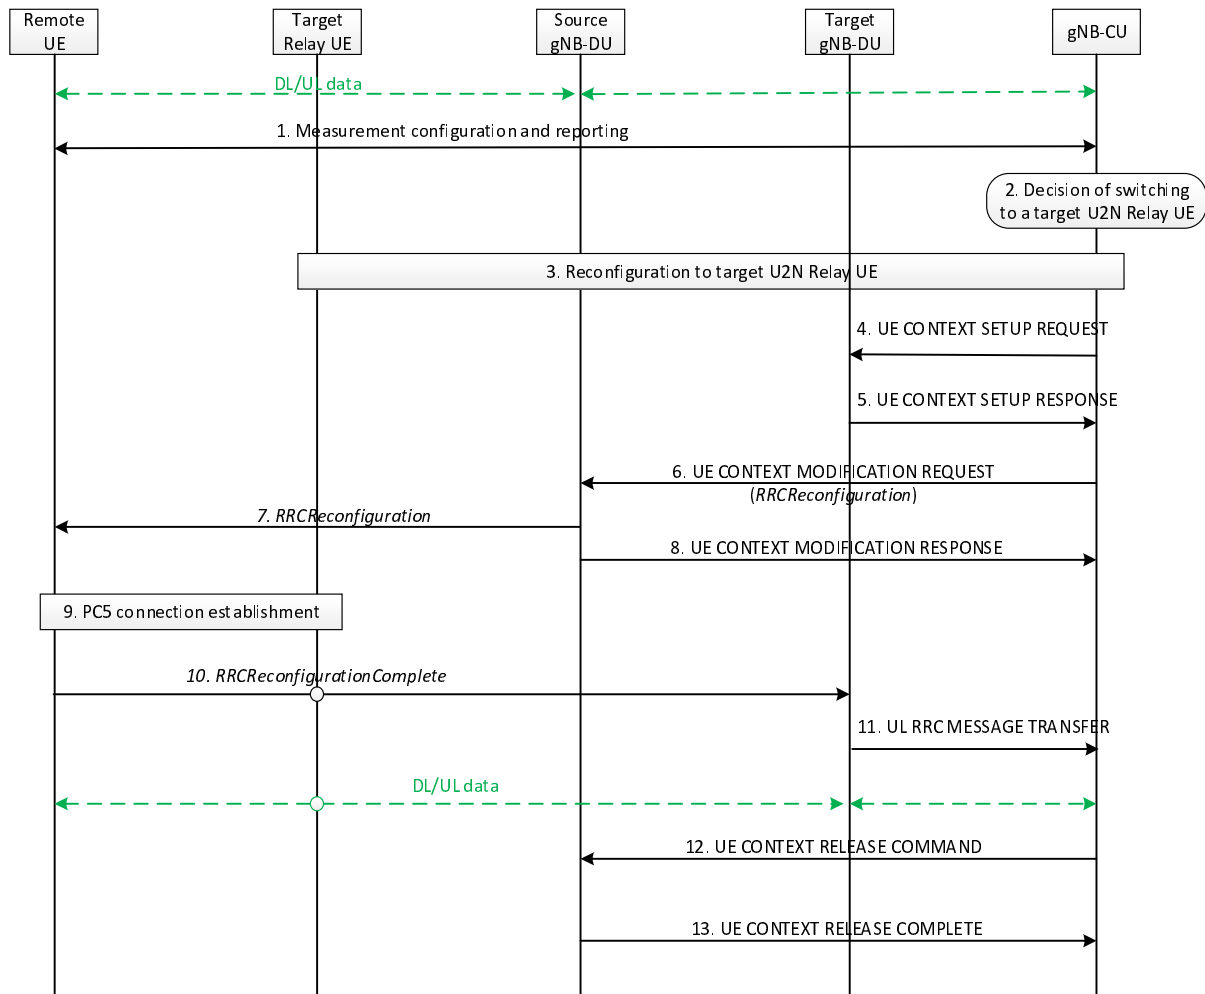 Remote
UE
Target
Relay UE
Source
gNB-DU
Target
gNB-DU
gNB-CU
DL/UL data
1. Measurement configuration and reporting
2. Decision of switching
to a target U2N Relay UE
3. Reconfiguration to target U2N Relay UE
4. UE CONTEXT SETUP REQUEST
5. UE CONTEXT SETUP RESPONSE
6. UE CONTEXT MODIFICATION REQUEST
(RRCReconfiguration)
7. RRCReconfiguration
8. UE CONTEXT MODIFICATION RESPONSE
9. PC5 connection establishment
10. RRCReconfigurationComplete
11. UL RRC MESSAGE TRANSFER
DL/UL data
12. UE CONTEXT RELEASE COMMAND
13. UE CONTEXT RELEASE COMPLETE